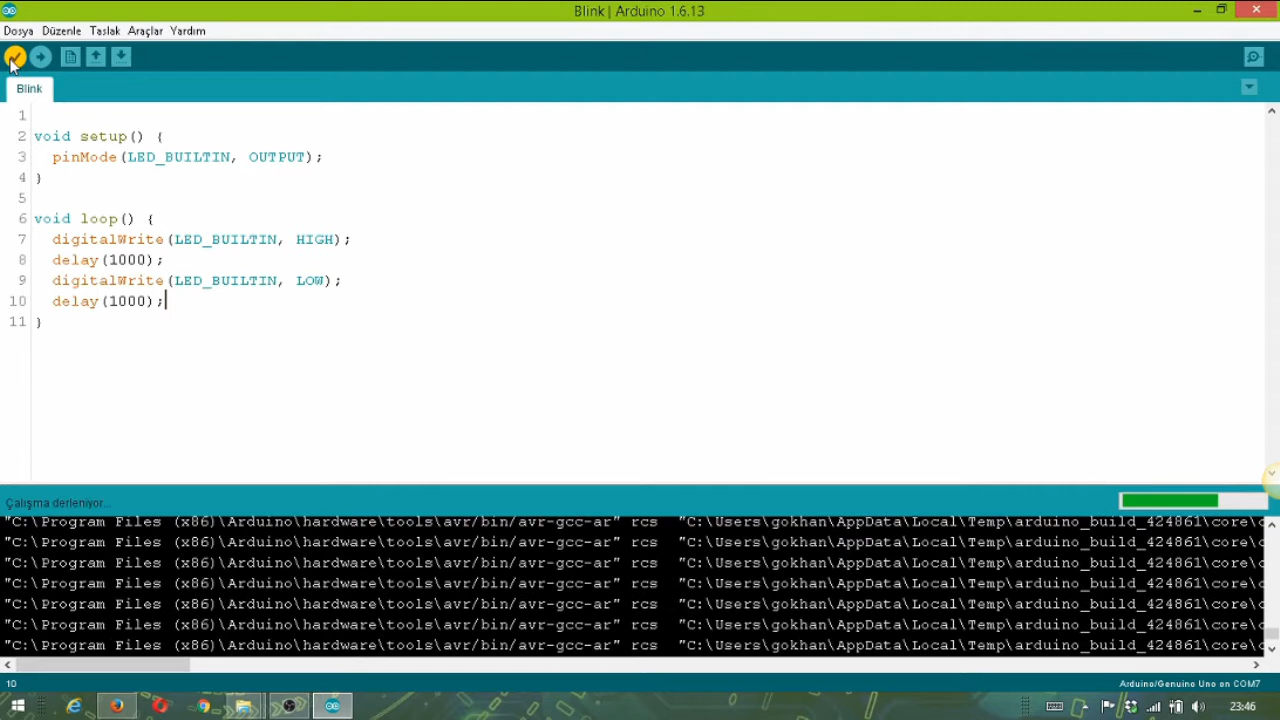 Blink | Arduino 1.6.13
Dosya Düzenle Taslak Araçlar Yardım
Blink
1
2 void setup() {
3 pinMode(LED_BUILTIN, OUTPUT);
4 }
5
6 void loop() {
7 digitalWrite(LED_BUILTIN, HIGH);
8 delay(1000);
9 digitalWrite(LED_BUILTIN, LOW);
10 delay(1000);
11 }
Çalışma derleniyor...
"C:\Program Files (x86)\Arduino\hardware\tools\avr/bin/avr-gcc-ar" rcs "C:\Users\gokhan\AppData\Local\Temp\arduino_build_424861\core\c
"C:\Program Files (x86)\Arduino\hardware\tools\avr/bin/avr-gcc-ar" rcs "C:\Users\gokhan\AppData\Local\Temp\arduino_build_424861\core\c
"C:\Program Files (x86)\Arduino\hardware\tools\avr/bin/avr-gcc-ar" rcs "C:\Users\gokhan\AppData\Local\Temp\arduino_build_424861\core\c
"C:\Program Files (x86)\Arduino\hardware\tools\avr/bin/avr-gcc-ar" rcs "C:\Users\gokhan\AppData\Local\Temp\arduino_build_424861\core\c
"C:\Program Files (x86)\Arduino\hardware\tools\avr/bin/avr-gcc-ar" rcs "C:\Users\gokhan\AppData\Local\Temp\arduino_build_424861\core\c
"C:\Program Files (x86)\Arduino\hardware\tools\avr/bin/avr-gcc-ar" rcs "C:\Users\gokhan\AppData\Local\Temp\arduino_build_424861\core\c
"C:\Program Files (x86)\Arduino\hardware\tools\avr/bin/avr-gcc-ar" rcs "C:\Users\gokhan\AppData\Local\Temp\arduino_build_424861\core\c
10 Arduino/Genuino Uno on COM7
23:46